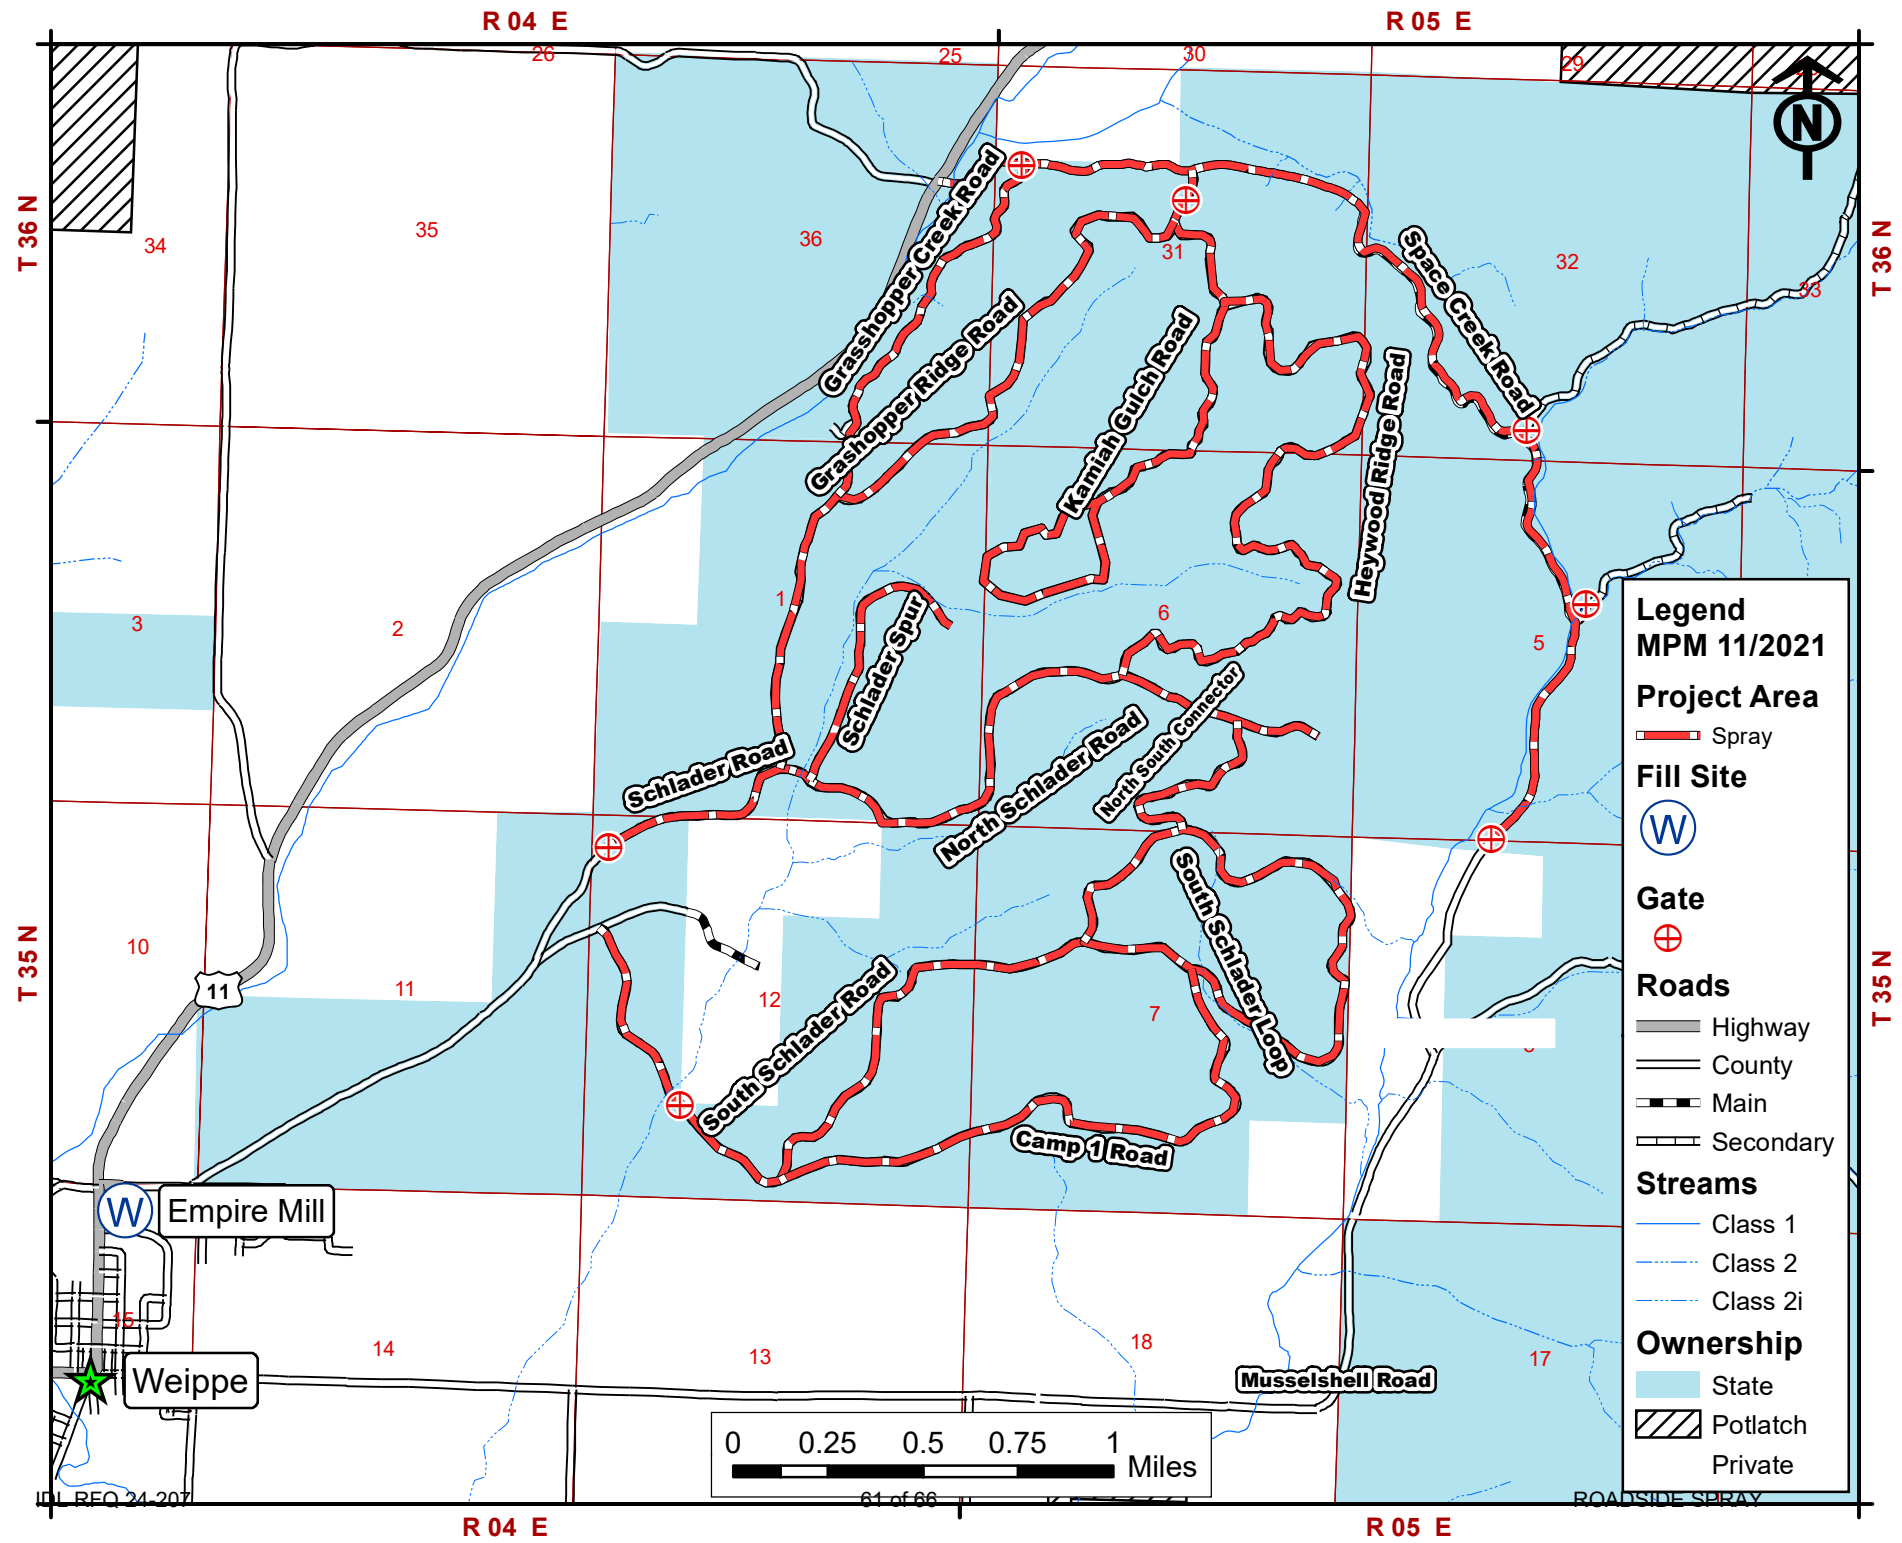 R 04 E
R 05 E
26
25
30
29
N
T 36 N
T 36 N
34
35
36
31
32
33
Grasshopper Creek Road
Space Creek Road
Grashopper Ridge Road
Kamiah Gulch Road
Heywood Ridge Road
3
2
1
6
5
Schlader Spur
Schlader Road
North Schlader Road
North South Connector
South Schlader Loop
South Schlader Road
Camp 1 Road
T 35 N
T 35 N
10
11
11
12
7
Empire Mill
W
15
14
13
18
17
Weippe
Musselshell Road
Legend
MPM 11/2021
Project Area
Spray
Fill Site
W
Gate
Roads
Highway
County
Main
Secondary
Streams
Class 1
Class 2
Class 2i
Ownership
State
Potlatch
Private
0 0.25 0.5 0.75 1
Miles
IDL RFQ 24-207
61 of 66
ROADSIDE SPRAY
R 04 E
R 05 E